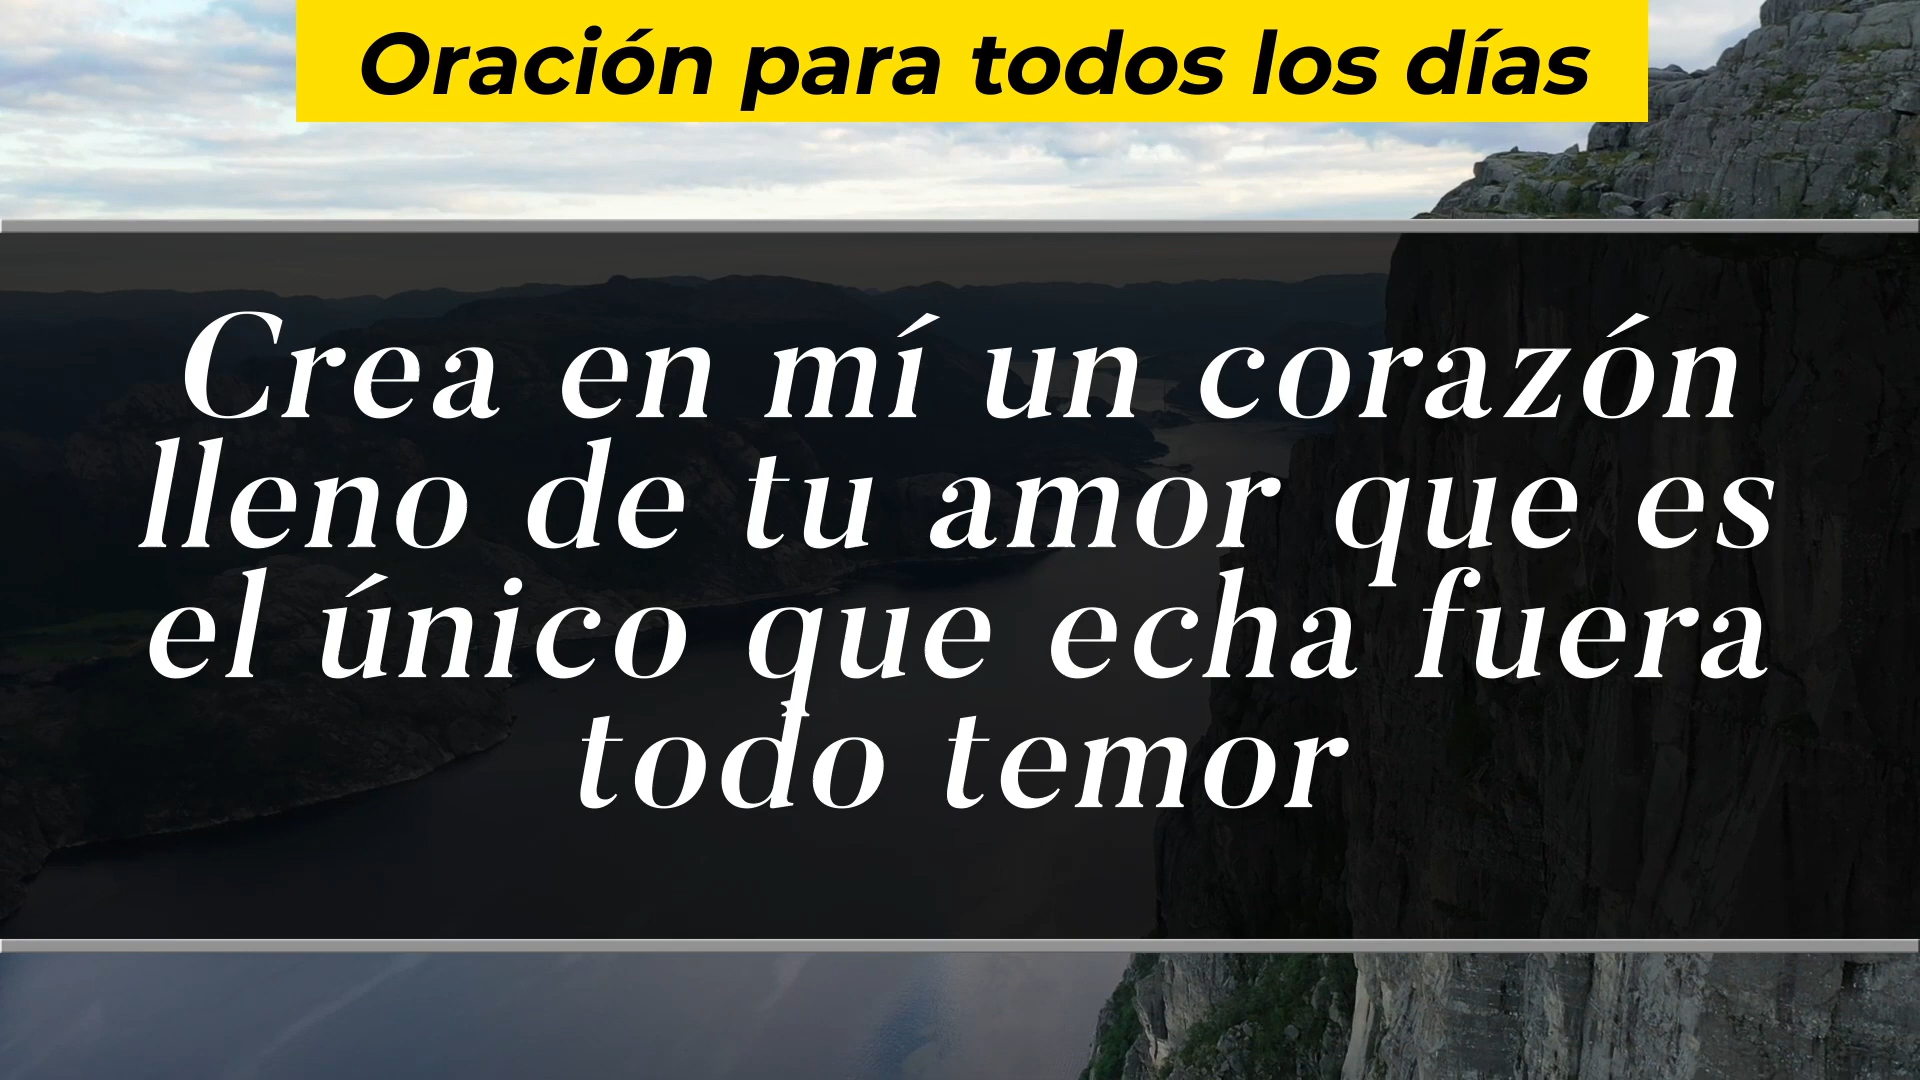 Oración para todos los días
Crea en mí un corazón
lleno de tu amor que es
el único que echa fuera
todo temor